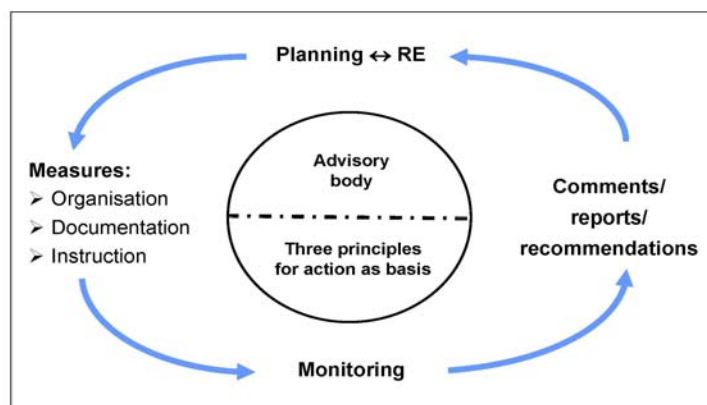 Planning ↔ RE
Measures:
➢ Organisation
➢ Documentation
➢ Instruction
Advisory
body
Three principles
for action as basis
Comments/
reports/
recommendations
Monitoring